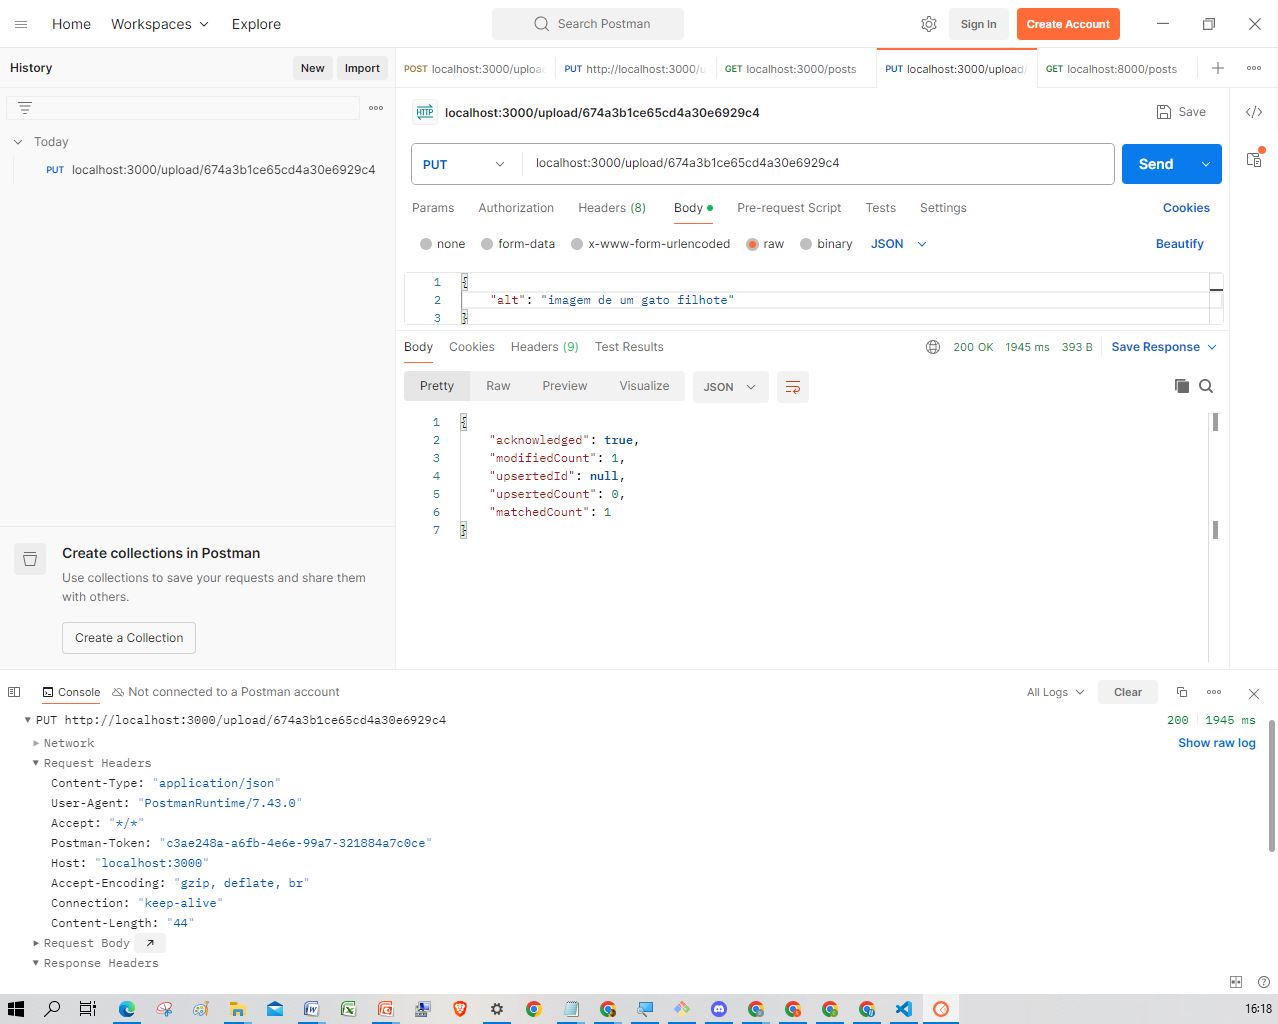 Home Workspaces Explore Search Postman Sign In Create Account
History New Import
POST localhost:3000/upload PUT http://localhost:3000/u GET localhost:3000/posts PUT localhost:3000/upload/ GET localhost:8000/posts
HTTP localhost:3000/upload/674a3b1ce65cd4a30e6929c4 Save
Today
PUT localhost:3000/upload/674a3b1ce65cd4a30e6929c4
PUT localhost:3000/upload/674a3b1ce65cd4a30e6929c4 Send
Params Authorization Headers (8) Body Pre-request Script Tests Settings Cookies
none form-data x-www-form-urlencoded raw binary JSON Beautify
1 {
2 "alt": "imagem de um gato filhote"
3 }
Body Cookies Headers (9) Test Results 200 OK 1945 ms 393 B Save Response
Pretty Raw Preview Visualize JSON
1 {
2 "acknowledged": true,
3 "modifiedCount": 1,
4 "upsertedId": null,
5 "upsertedCount": 0,
6 "matchedCount": 1
7 }
Create collections in Postman
Use collections to save your requests and share them
with others.
Create a Collection
Console Not connected to a Postman account All Logs Clear
PUT http://localhost:3000/upload/674a3b1ce65cd4a30e6929c4 200 1945 ms
Network Show raw log
Request Headers
Content-Type: "application/json"
User-Agent: "PostmanRuntime/7.43.0"
Accept: "*/*"
Postman-Token: "c3ae248a-a6fb-4e6e-99a7-321884a7c0ce"
Host: "localhost:3000"
Accept-Encoding: "gzip, deflate, br"
Connection: "keep-alive"
Content-Length: "44"
Request Body
Response Headers
16:18